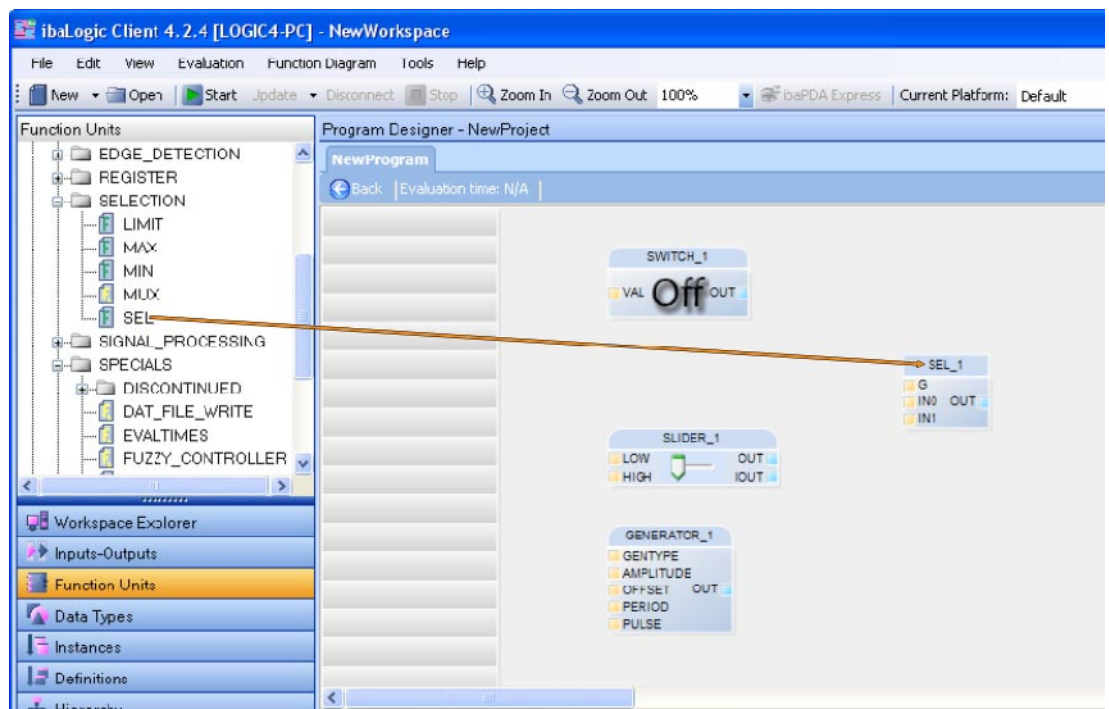 ibaLogic Client 4.2.4 [LOGIC4-PC] - NewWorkspace
File Edit View Evaluation Function Diagram Tools Help
New Open Start Update Disconnect Stop Zoom In Zoom Out 100% ibaPDA Express Current Platform: Default
Function Units
EDGE_DETECTION
REGISTER
SELECTION
LIMIT
MAX
MIN
MUX
SEL
SIGNAL_PROCESSING
SPECIALS
DISCONTINUED
DAT_FILE_WRITE
EVALTIMES
FUZZY_CONTROLLER
Workspace Explorer
Inputs-Outputs
Function Units
Data Types
Instances
Definitions
Hierarchy
Program Designer - NewProject
NewProgram
Back Evaluation time: N/A
SWITCH_1
VAL Off OUT
SEL_1
G
IN0 OUT
IN1
SLIDER_1
LOW OUT
HIGH IOUT
GENERATOR_1
GENTYPE
AMPLITUDE
OFFSET OUT
PERIOD
PULSE